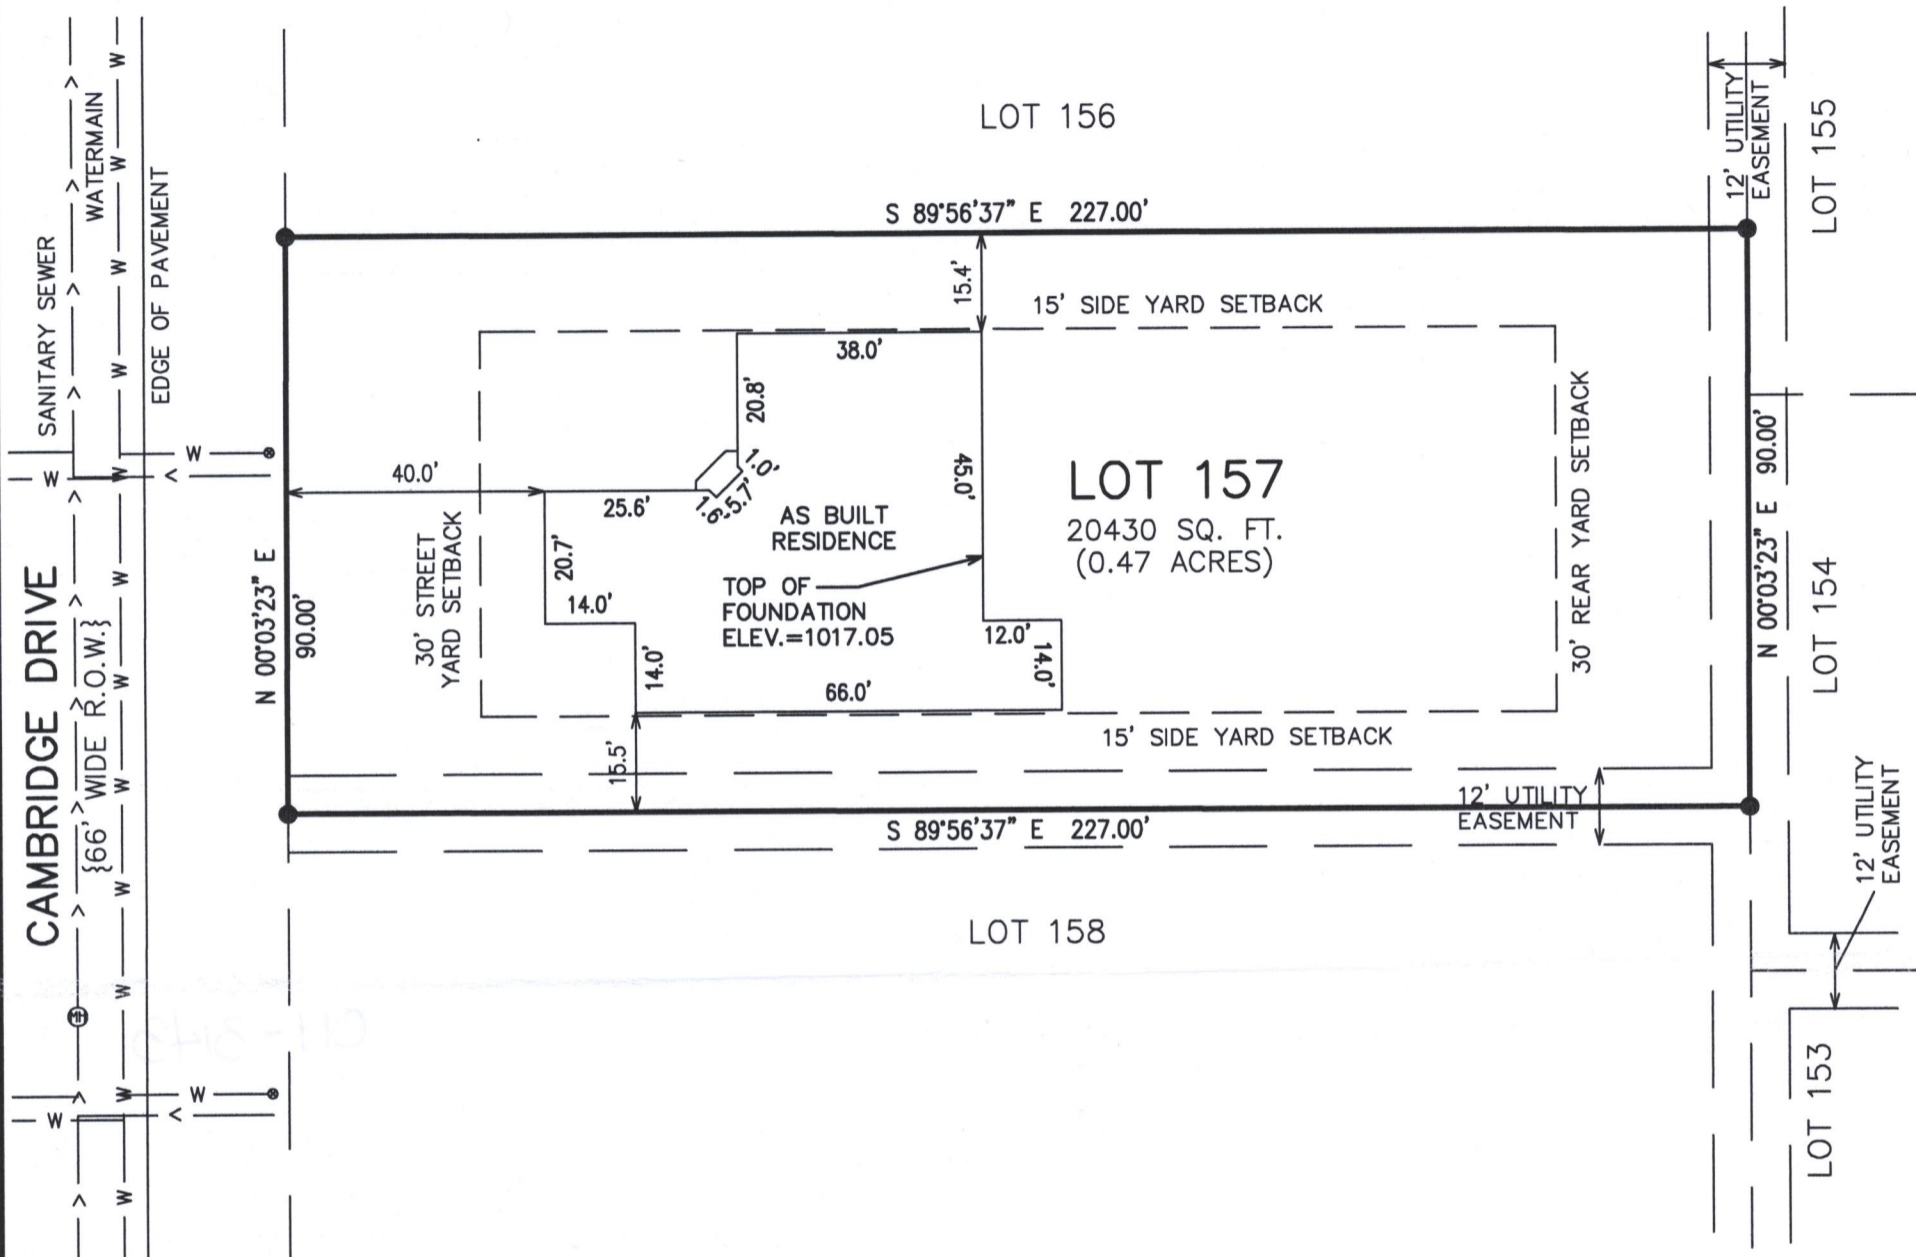 LOT 156
12' UTILITY
EASEMENT
LOT 155
SANITARY SEWER
WATERMAIN
EDGE OF PAVEMENT
S 89°56'37" E 227.00'
15.4'
15' SIDE YARD SETBACK
38.0'
20.8'
W
40.0'
25.6'
1.0'
5.7'
1.6'
45.0'
AS BUILT
RESIDENCE
LOT 157
20430 SQ. FT.
(0.47 ACRES)
30' REAR YARD SETBACK
N 00°03'23" E 90.00'
CAMBRIDGE DRIVE
{66' WIDE R.O.W.}
N 00°03'23" E
90.00'
30' STREET
YARD SETBACK
20.7'
14.0'
TOP OF
FOUNDATION
ELEV.=1017.05
12.0'
14.0'
14.0'
66.0'
LOT 154
15.5'
15' SIDE YARD SETBACK
12' UTILITY
EASEMENT
S 89°56'37" E 227.00'
12' UTILITY
EASEMENT
LOT 158
MH
W
LOT 153